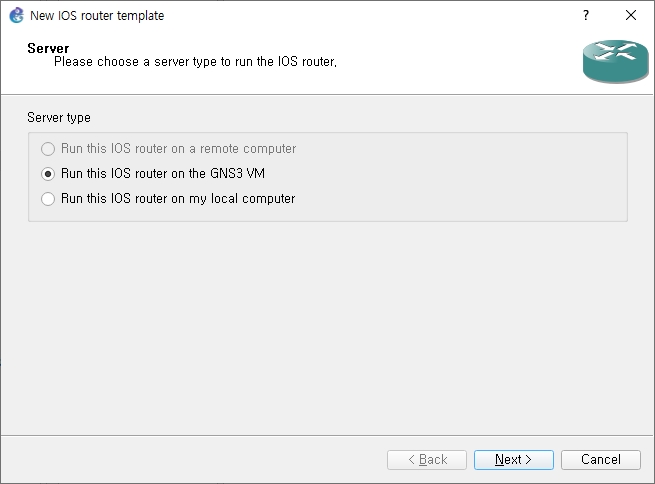 New IOS router template
?
Server
Please choose a server type to run the IOS router.
Server type
Run this IOS router on a remote computer
Run this IOS router on the GNS3 VM
Run this IOS router on my local computer
< Back
Next >
Cancel